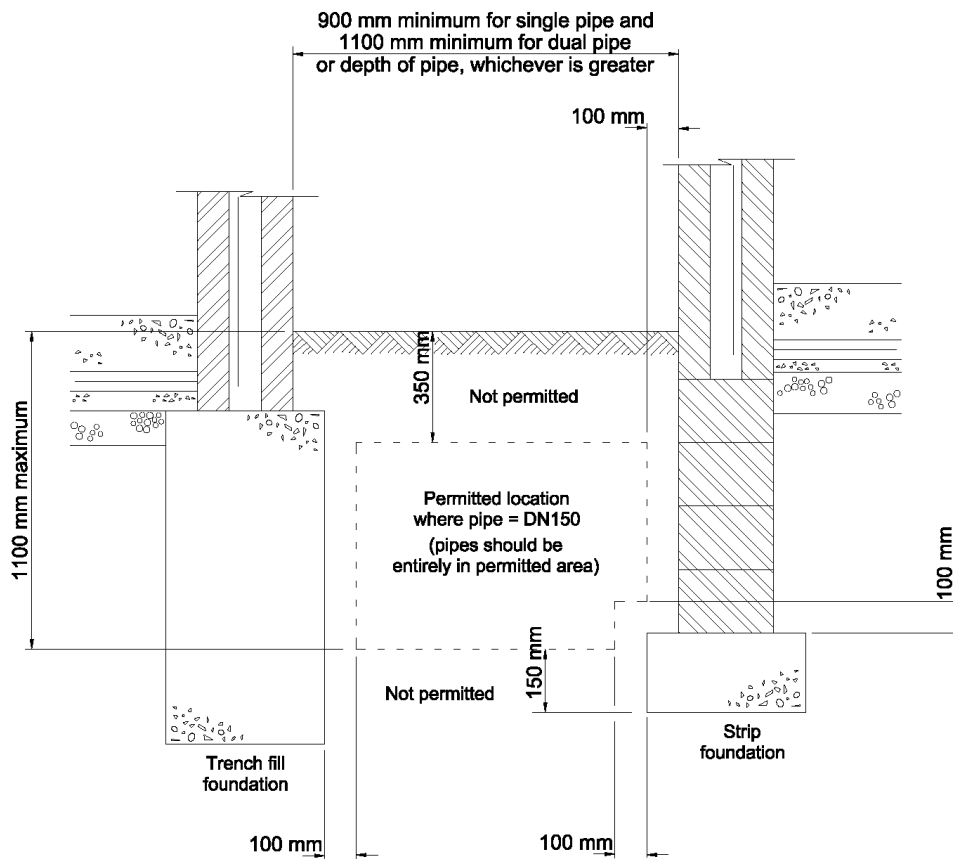 900 mm minimum for single pipe and
1100 mm minimum for dual pipe
or depth of pipe, whichever is greater
100 mm
350 mm
Not permitted
1100 mm maximum
Permitted location
where pipe = DN150
(pipes should be
entirely in permitted area)
100 mm
150 mm
Not permitted
Strip
foundation
Trench fill
foundation
100 mm
100 mm